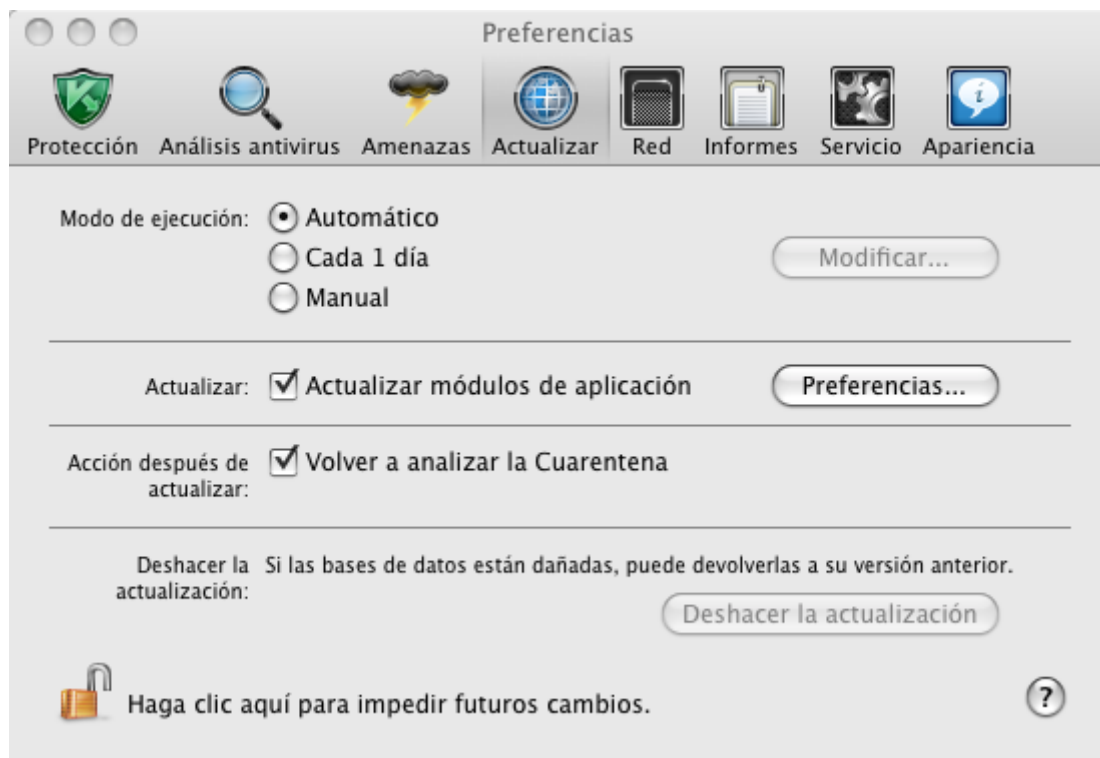 Preferencias
Protección Análisis antivirus Amenazas Actualizar Red Informes Servicio Apariencia
Modo de ejecución: Automático
Cada 1 día
Modificar...
Manual
Actualizar: Actualizar módulos de aplicación Preferencias...
Acción después de Volver a analizar la Cuarentena
actualizar:
Deshacer la Si las bases de datos están dañadas, puede devolverlas a su versión anterior.
actualización:
Deshacer la actualización
Haga clic aquí para impedir futuros cambios. ?